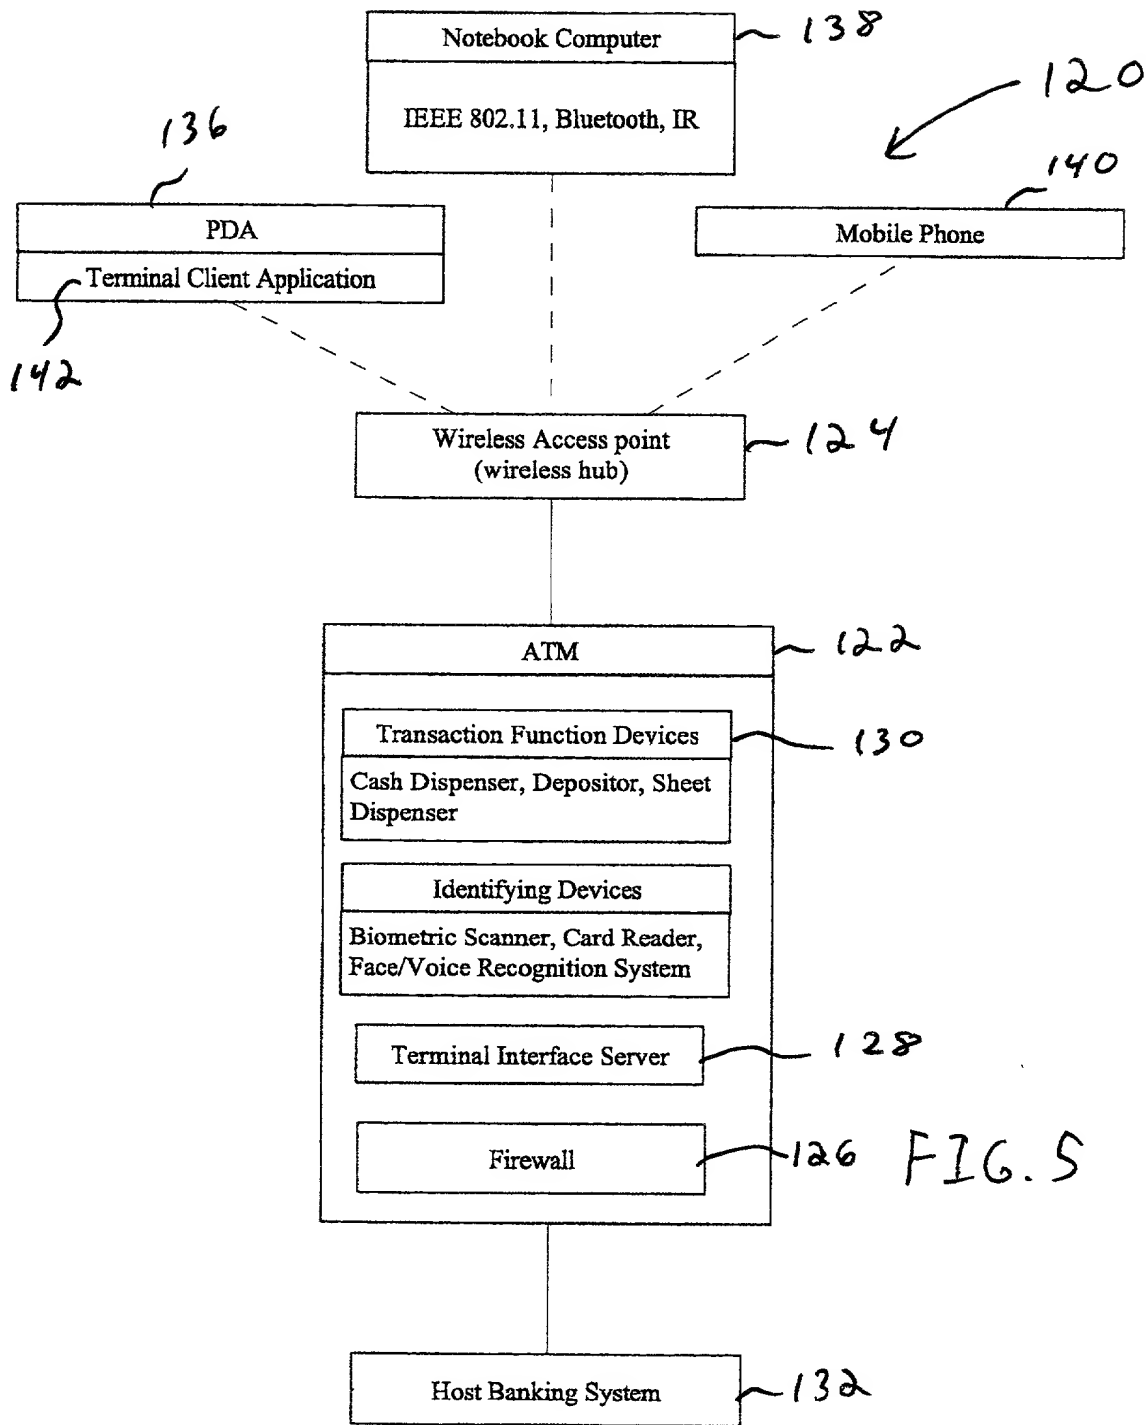 Notebook Computer
138
IEEE 802.11, Bluetooth, IR
120
136
140
PDA
Mobile Phone
Terminal Client Application
142
Wireless Access point
(wireless hub)
124
ATM
122
Transaction Function Devices
130
Cash Dispenser, Depositor, Sheet
Dispenser
Identifying Devices
Biometric Scanner, Card Reader,
Face/Voice Recognition System
Terminal Interface Server
128
Firewall
126
FIG. 5
Host Banking System
132